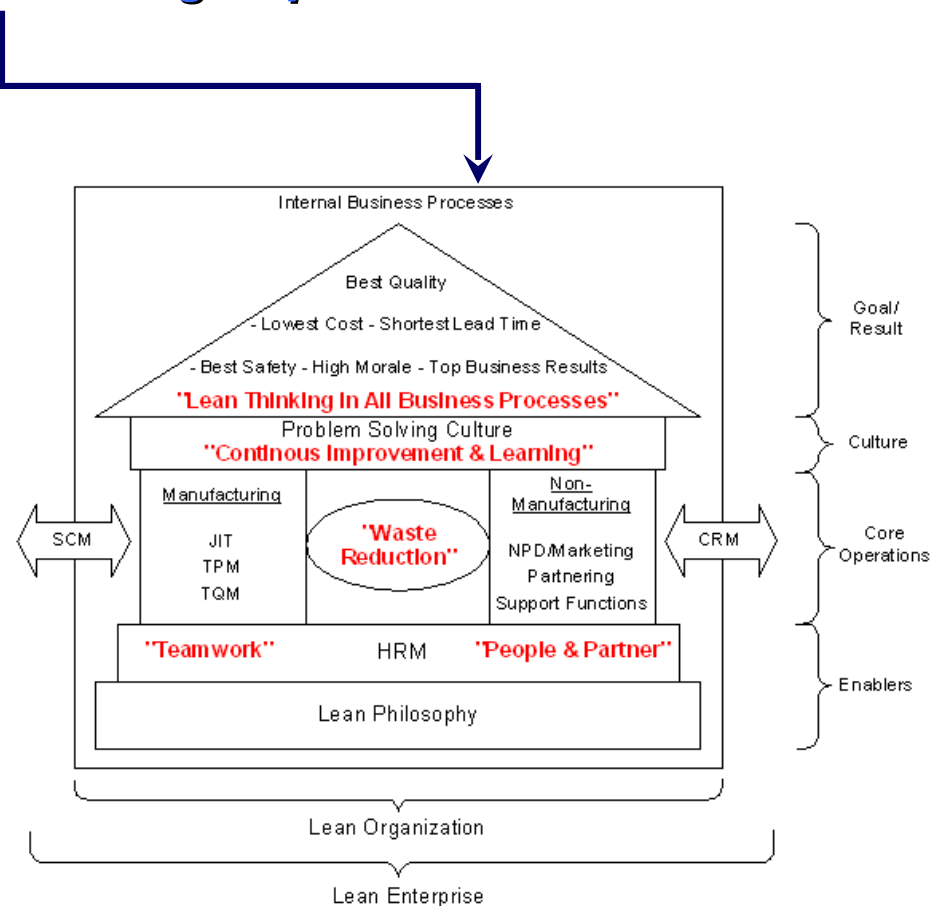 Internal Business Processes
Best Quality
- Lowest Cost - Shortest Lead Time
- Best Safety - High Morale - Top Business Results
"Lean Thinking in All Business Processes"
Problem Solving Culture
"Continous Improvement & Learning"
Manufacturing
JIT
TPM
TQM
"Waste
Reduction"
Non-
Manufacturing
NPD/Marketing
Partnering
Support Functions
SCM
CRM
"Teamwork"
HRM
"People & Partner"
Lean Philosophy
Goal/
Result
Culture
Core
Operations
Enablers
Lean Organization
Lean Enterprise